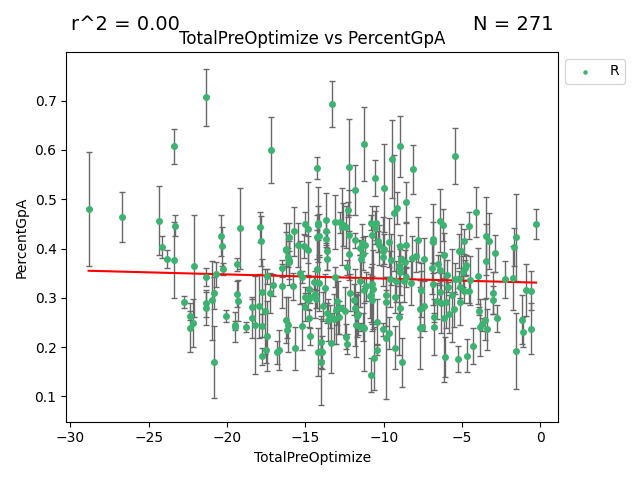 r^2 = 0.00
N = 271
TotalPreOptimize vs PercentGpA
R
0.7
0.6
0.5
0.4
0.3
0.2
0.1
PercentGpA
−30
−25
−20
−15
−10
−5
0
TotalPreOptimize